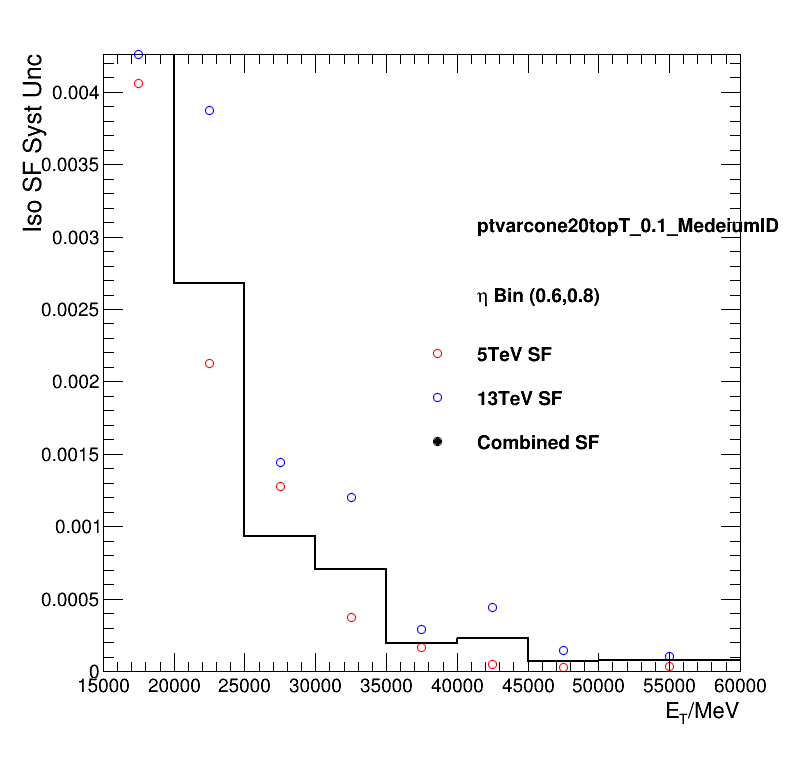 Iso SF Syst Unc
0.004
0.0035
0.003
0.0025
0.002
0.0015
0.001
0.0005
0
ptvarcone20topT_0.1_MedeiumID
η Bin (0.6,0.8)
5TeV SF
13TeV SF
Combined SF
15000 20000 25000 30000 35000 40000 45000 50000 55000 60000
E_T/MeV